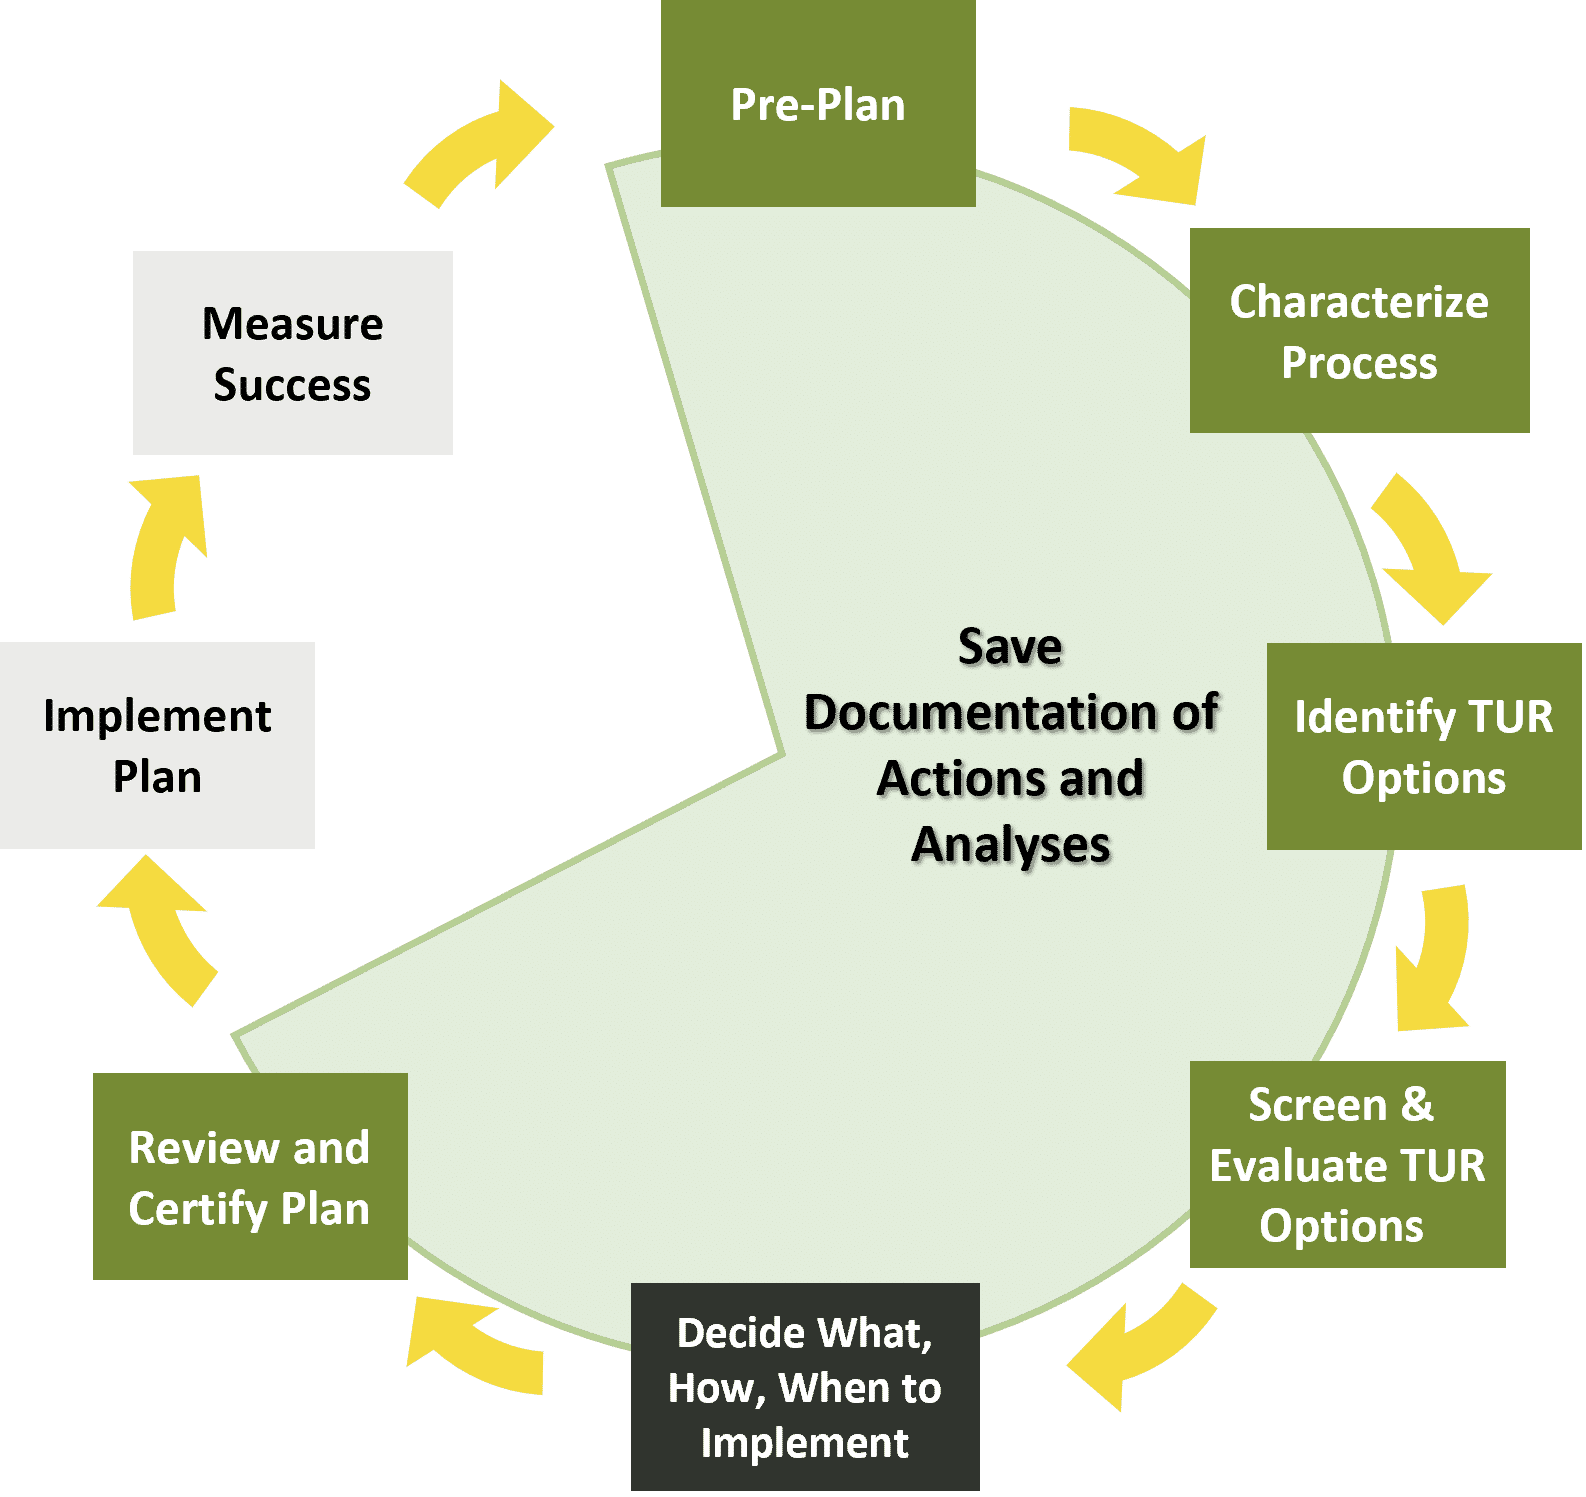 Pre-Plan
Characterize
Process
Identify TUR
Options
Screen &
Evaluate TUR
Options
Decide What,
How, When to
Implement
Review and
Certify Plan
Implement
Plan
Measure
Success
Save
Documentation of
Actions and
Analyses